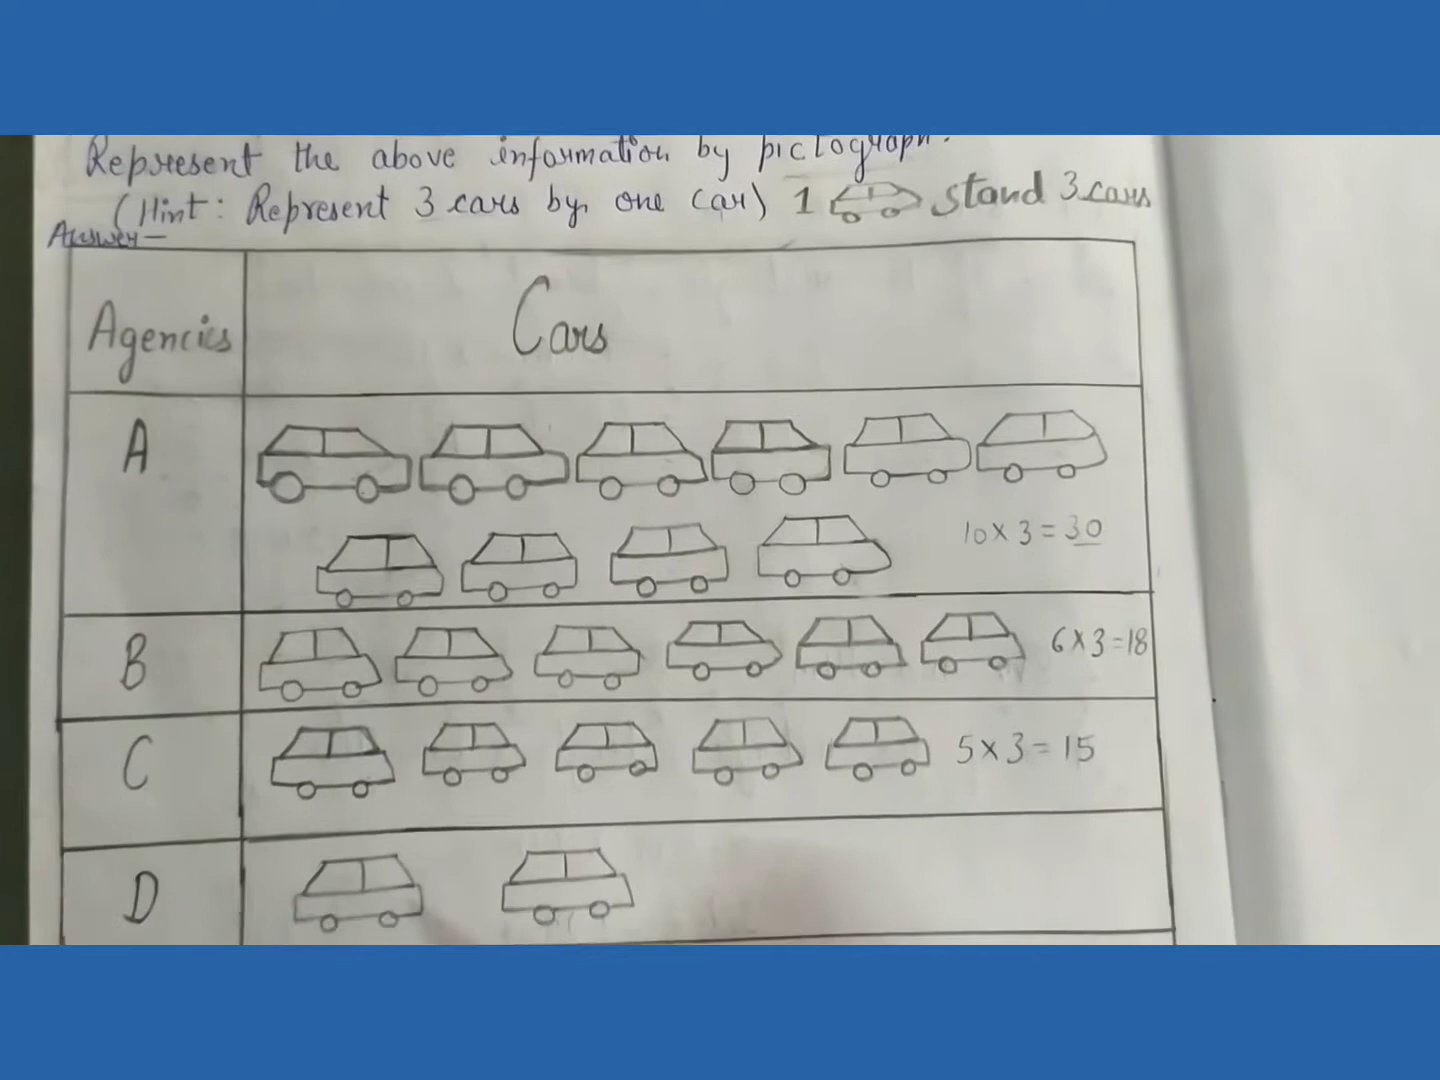 Represent the above information by pictograph.
(Hint: Represent 3 cars by, one car) 1 stand 3 cars
Answer-
Agencies Cars
A
10 x 3 = 30
B 6 x 3 = 18
C 5 x 3 = 15
D